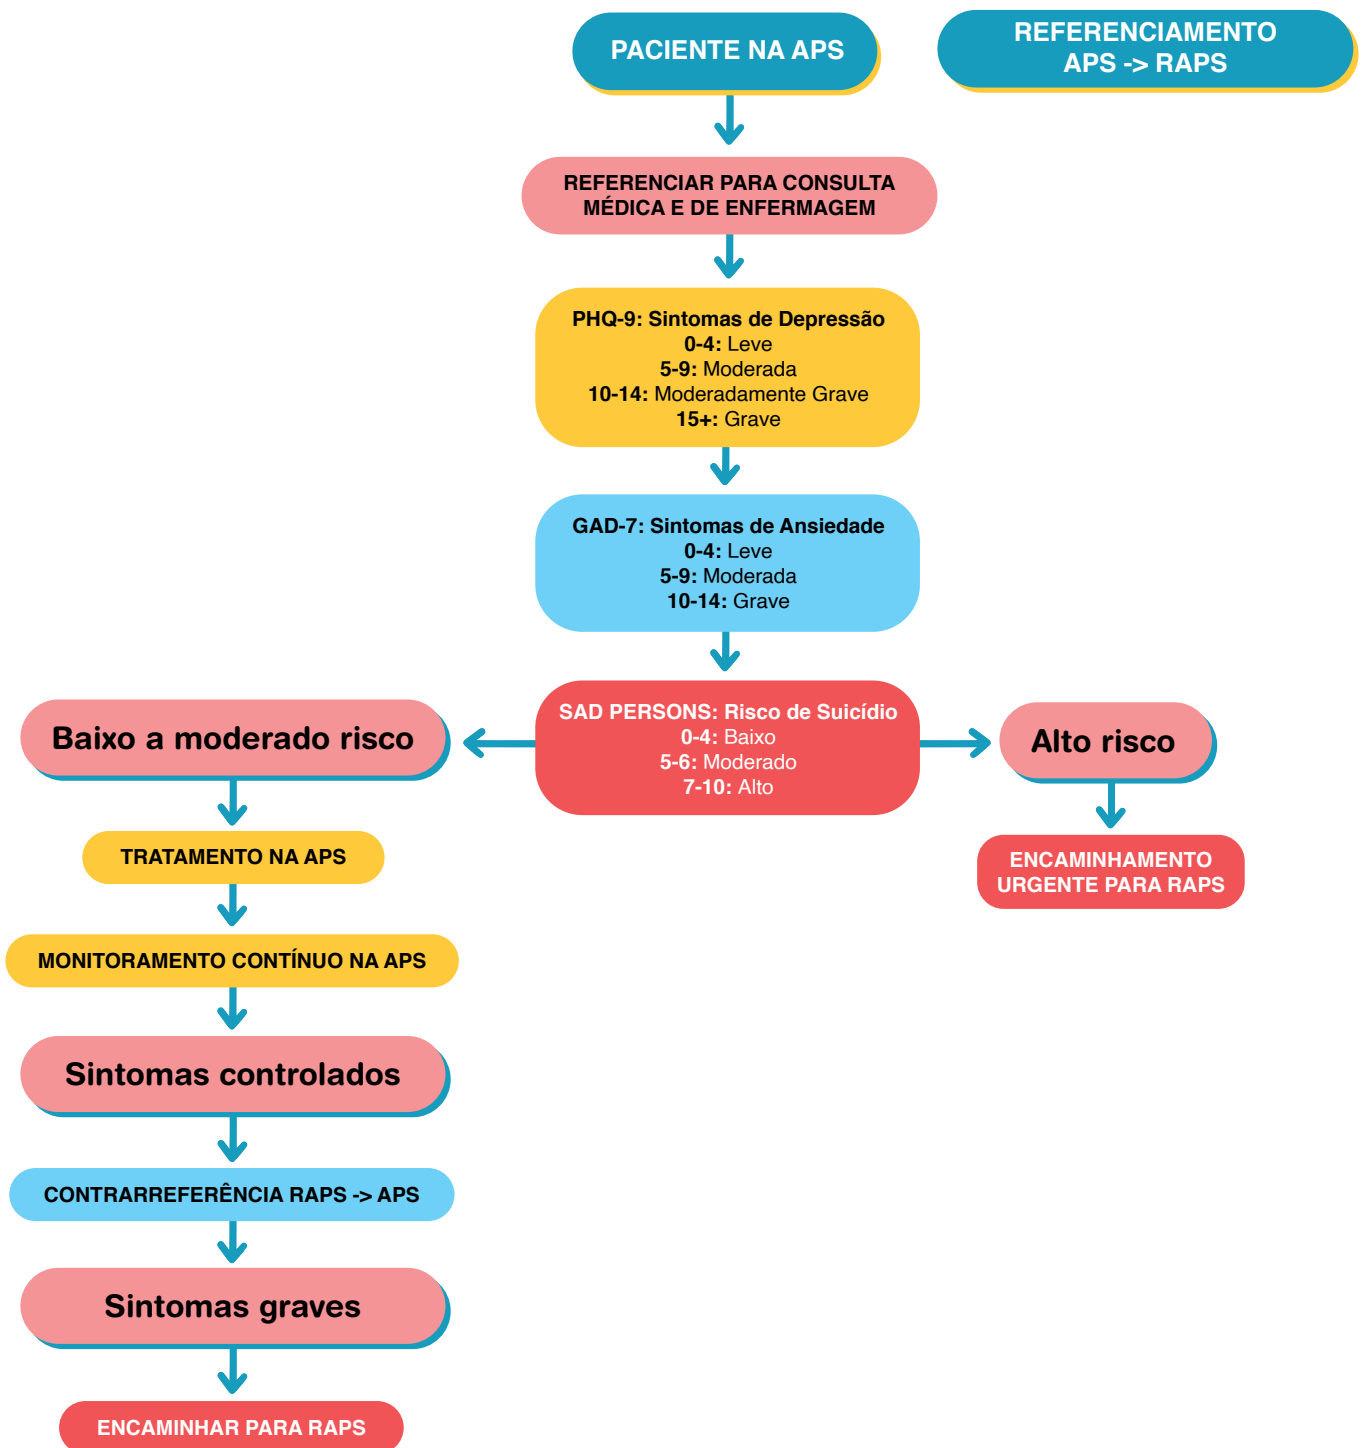 PACIENTE NA APS
REFERENCIAMENTO
APS -> RAPS
REFERENCIAR PARA CONSULTA
MÉDICA E DE ENFERMAGEM
PHQ-9: Sintomas de Depressão
0-4: Leve
5-9: Moderada
10-14: Moderadamente Grave
15+: Grave
GAD-7: Sintomas de Ansiedade
0-4: Leve
5-9: Moderada
10-14: Grave
SAD PERSONS: Risco de Suicídio
0-4: Baixo
5-6: Moderado
7-10: Alto
Baixo a moderado risco
Alto risco
TRATAMENTO NA APS
ENCAMINHAMENTO
URGENTE PARA RAPS
MONITORAMENTO CONTÍNUO NA APS
Sintomas controlados
CONTRARREFERÊNCIA RAPS -> APS
Sintomas graves
ENCAMINHAR PARA RAPS